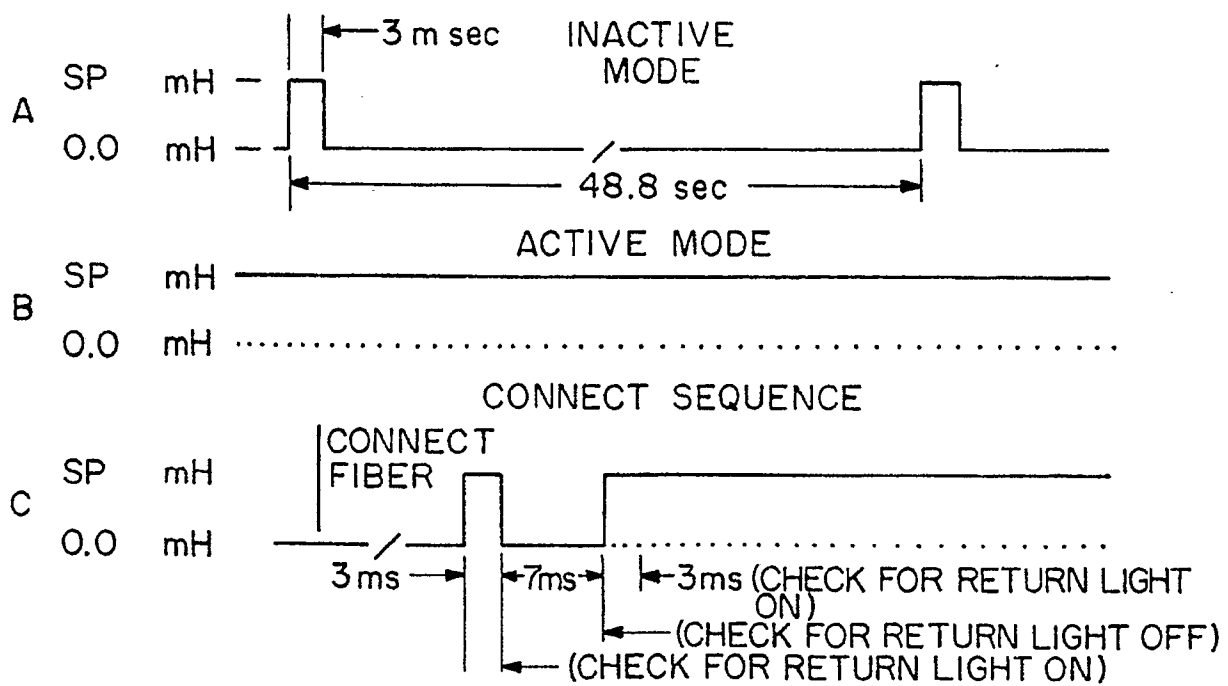 3 m sec
INACTIVE
MODE
A
SP mH
0.0 mH
48.8 sec
ACTIVE MODE
B
SP mH
0.0 mH
CONNECT SEQUENCE
CONNECT
FIBER
C
SP mH
0.0 mH
3 ms
7ms
3ms (CHECK FOR RETURN LIGHT
ON)
(CHECK FOR RETURN LIGHT OFF)
(CHECK FOR RETURN LIGHT ON)